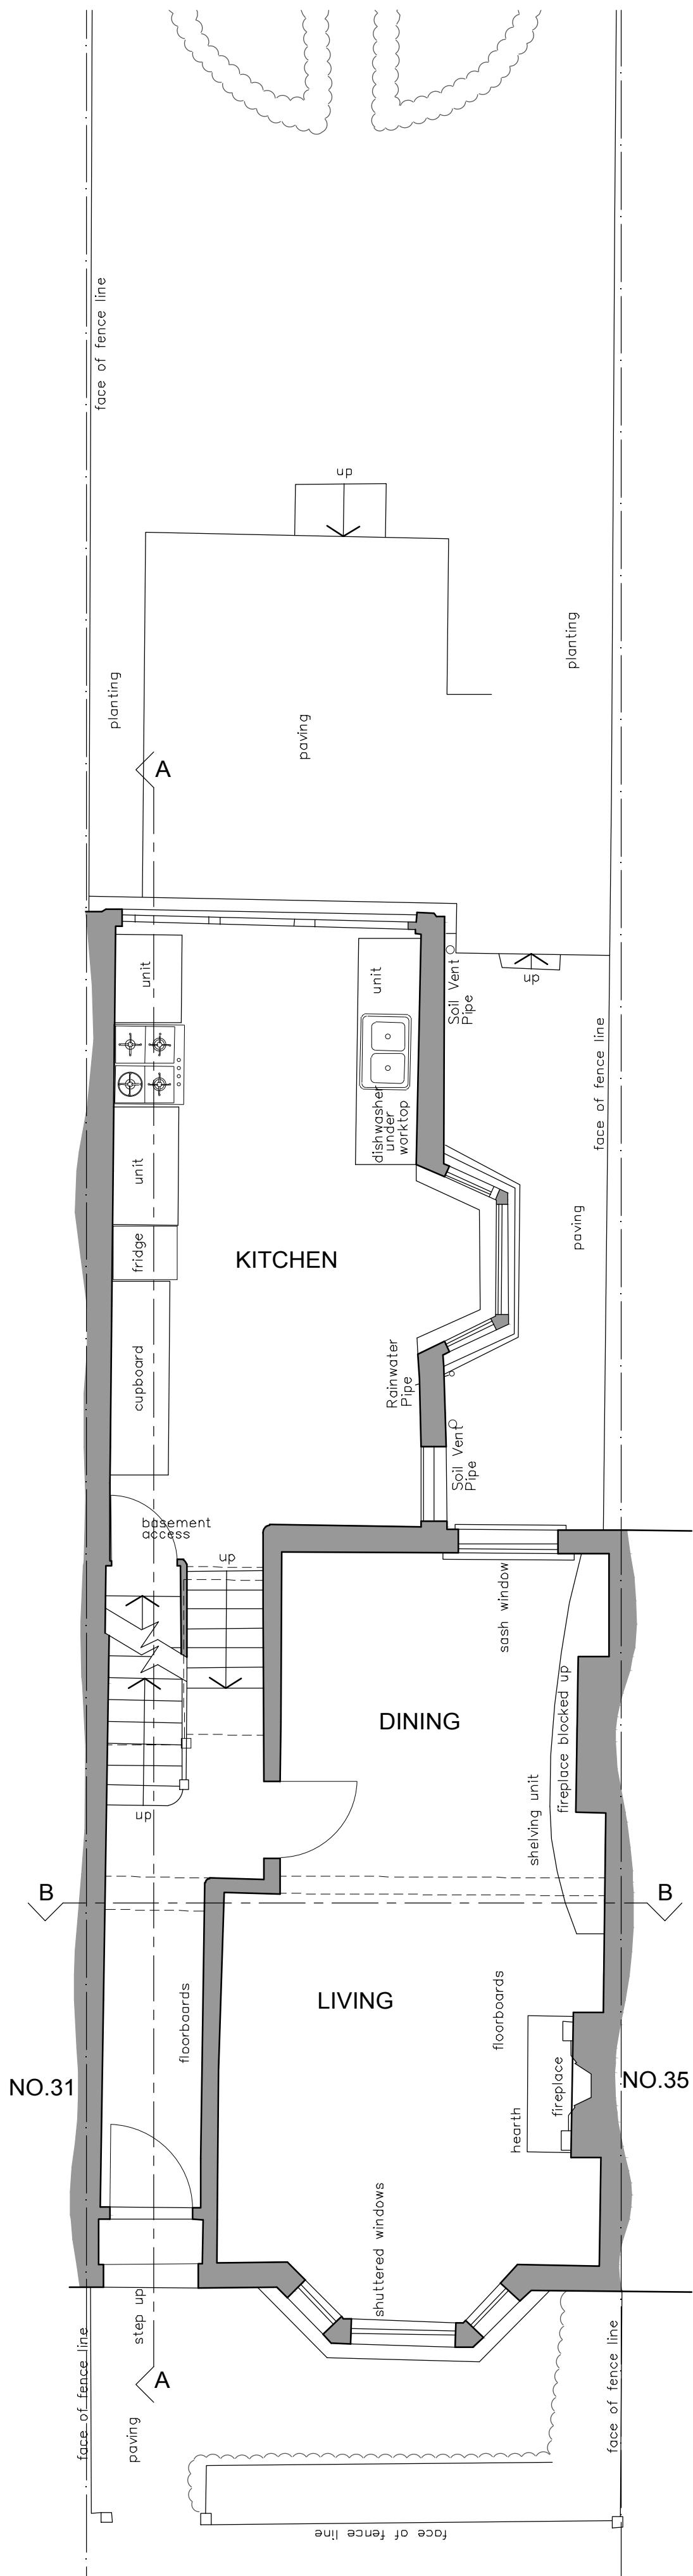 face of fence line
up
planting
planting
paving
A
unit
unit
Soil Vent
Pipe
up
face of fence line
dishwasher
under
worktop
unit
fridge
paving
KITCHEN
cupboard
Rainwater
Pipe
Soil Vent
Pipe
basement
access
up
sash window
DINING
fireplace blocked up
shelving unit
up
B
B
LIVING
floorboards
floorboards
NO.31
NO.35
fireplace
hearth
shuttered windows
step up
face of fence line
face of fence line
A
paving
face of fence line